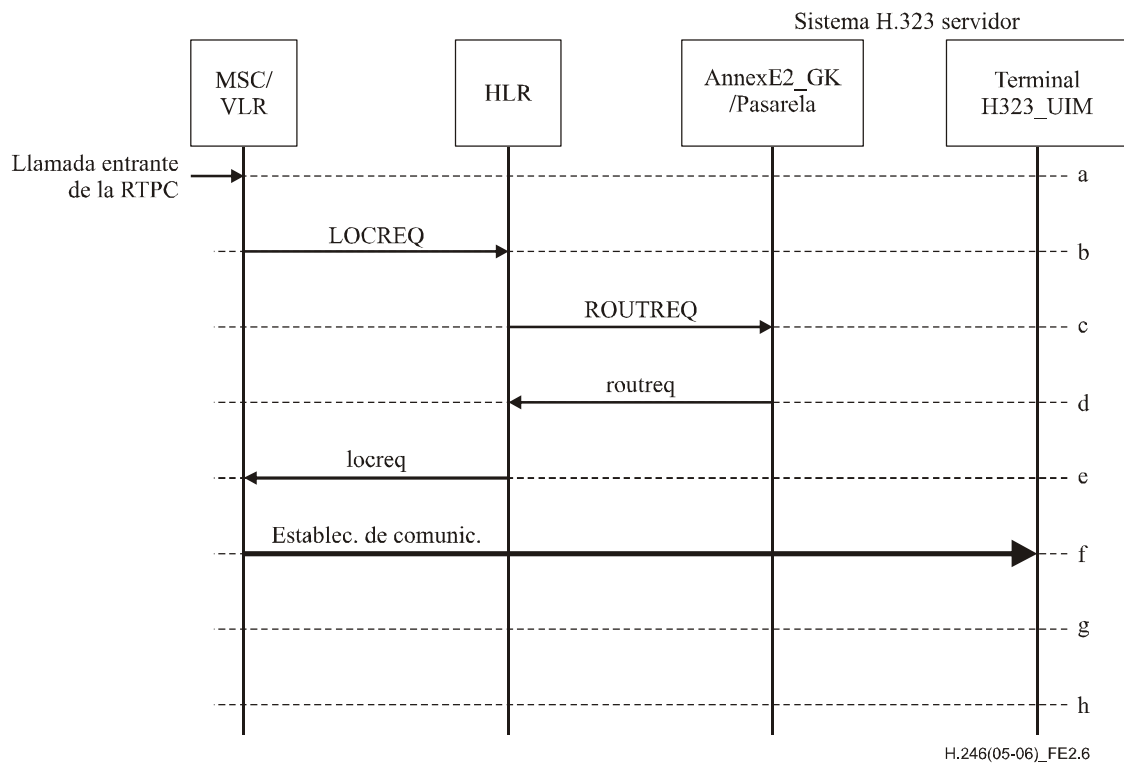 Sistema H.323 servidor
MSC/
VLR
HLR
AnnexE2_GK
/Pasarela
Terminal
H323_UIM
Llamada entrante
de la RTPC
a
LOCREQ
b
ROUTREQ
c
routreq
d
locreq
e
Establec. de comunic.
f
g
h
H.246(05-06)_FE2.6